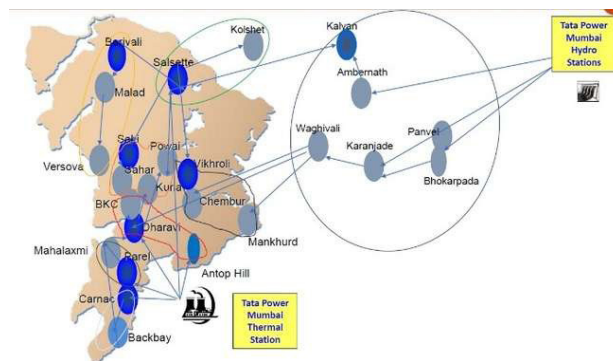 Kolshet
Kalyan
Tata Power
Mumbai
Hydro
Stations
Borivali
Salsette
Ambernath
Malad
Waghivali
Panvel
Karanjade
Saki
Powai
Versova
Sahar
Vikhroli
Bhokarpada
Kurla
BKC
Chembur
Dharavi
Mankhurd
Mahalaxmi
Parel
Antop Hill
Carnac
Tata Power
Mumbai
Thermal
Station
Backbay